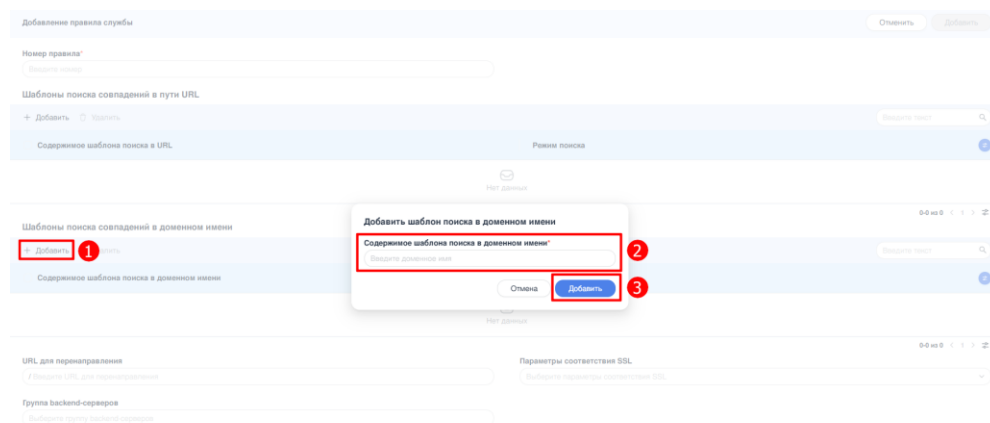 Добавление правила службы
Отменить
Добавить
Номер правила*
Введите номер
Шаблоны поиска совпадений в пути URL
+ Добавить Удалить
Введите текст
Содержимое шаблона поиска в URL
Режим поиска
Нет данных
0-0 из 0 < 1 >
Шаблоны поиска совпадений в доменном имени
+ Добавить
1
Введите текст
Содержимое шаблона поиска в доменном имени
Добавить шаблон поиска в доменном имени
Содержимое шаблона поиска в доменном имени*
Введите доменное имя
2
Отмена
Добавить
3
Нет данных
0-0 из 0 < 1 >
URL для перенаправления
Параметры соответствия SSL
/ Введите URL для перенаправления
Выберите параметры соответствия SSL
Группа backend-серверов
Выберите группу backend-серверов